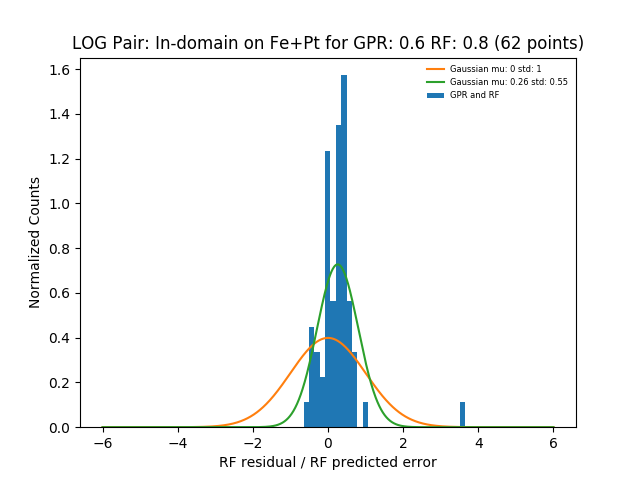 LOG Pair: In-domain on Fe+Pt for GPR: 0.6 RF: 0.8 (62 points)
Gaussian mu: 0 std: 1
Gaussian mu: 0.26 std: 0.55
GPR and RF
Normalized Counts
1.6
1.4
1.2
1.0
0.8
0.6
0.4
0.2
0.0
−6 −4 −2 0 2 4 6
RF residual / RF predicted error